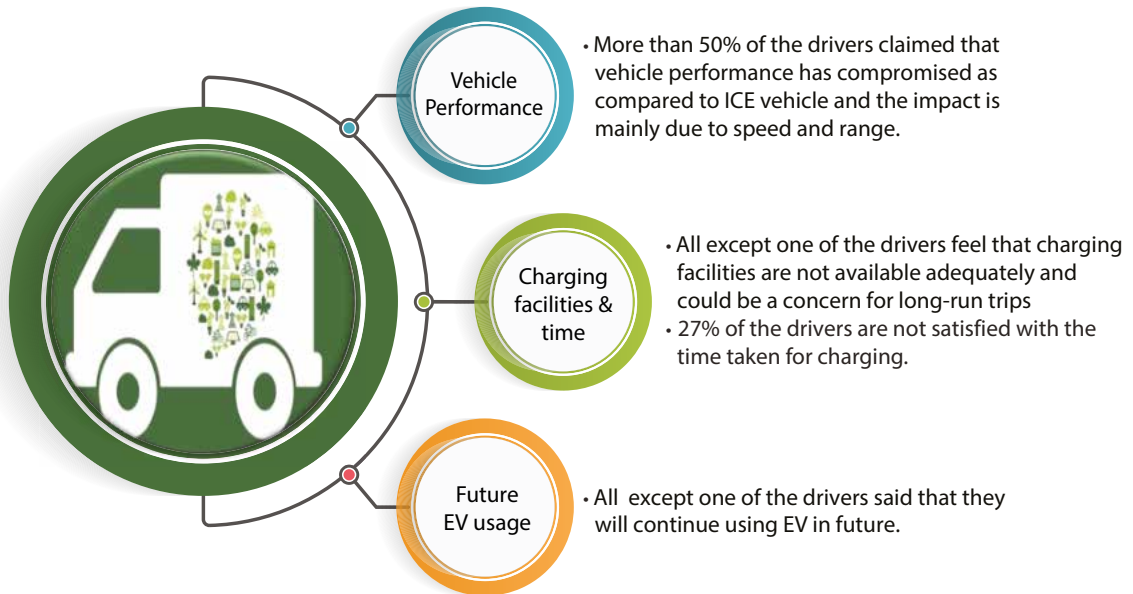 Vehicle
Performance
• More than 50% of the drivers claimed that
vehicle performance has compromised as
compared to ICE vehicle and the impact is
mainly due to speed and range.
Charging
facilities &
time
• All except one of the drivers feel that charging
facilities are not available adequately and
could be a concern for long-run trips
• 27% of the drivers are not satisfied with the
time taken for charging.
Future
EV usage
• All except one of the drivers said that they
will continue using EV in future.